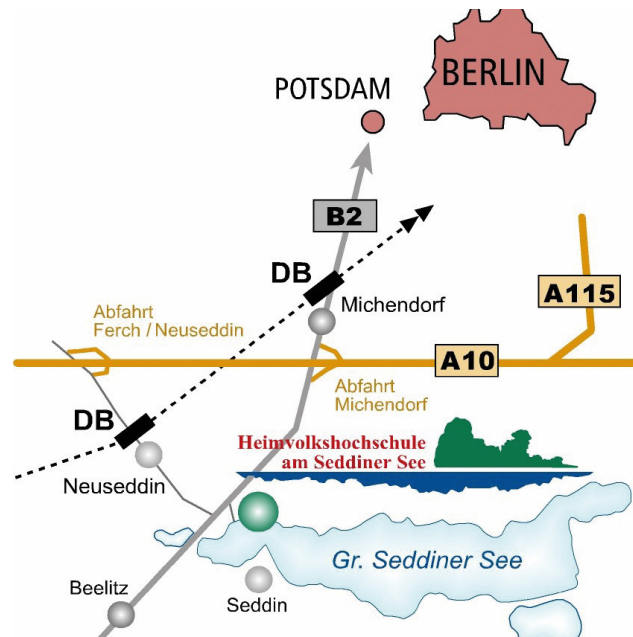 BERLIN
POTSDAM
B2
DB
A115
Michendorf
Abfahrt
Ferch / Neuseddin
A10
Abfahrt
Michendorf
DB
Heimvolkshochschule
am Seddiner See
Neuseddin
Gr. Seddiner See
Beelitz
Seddin